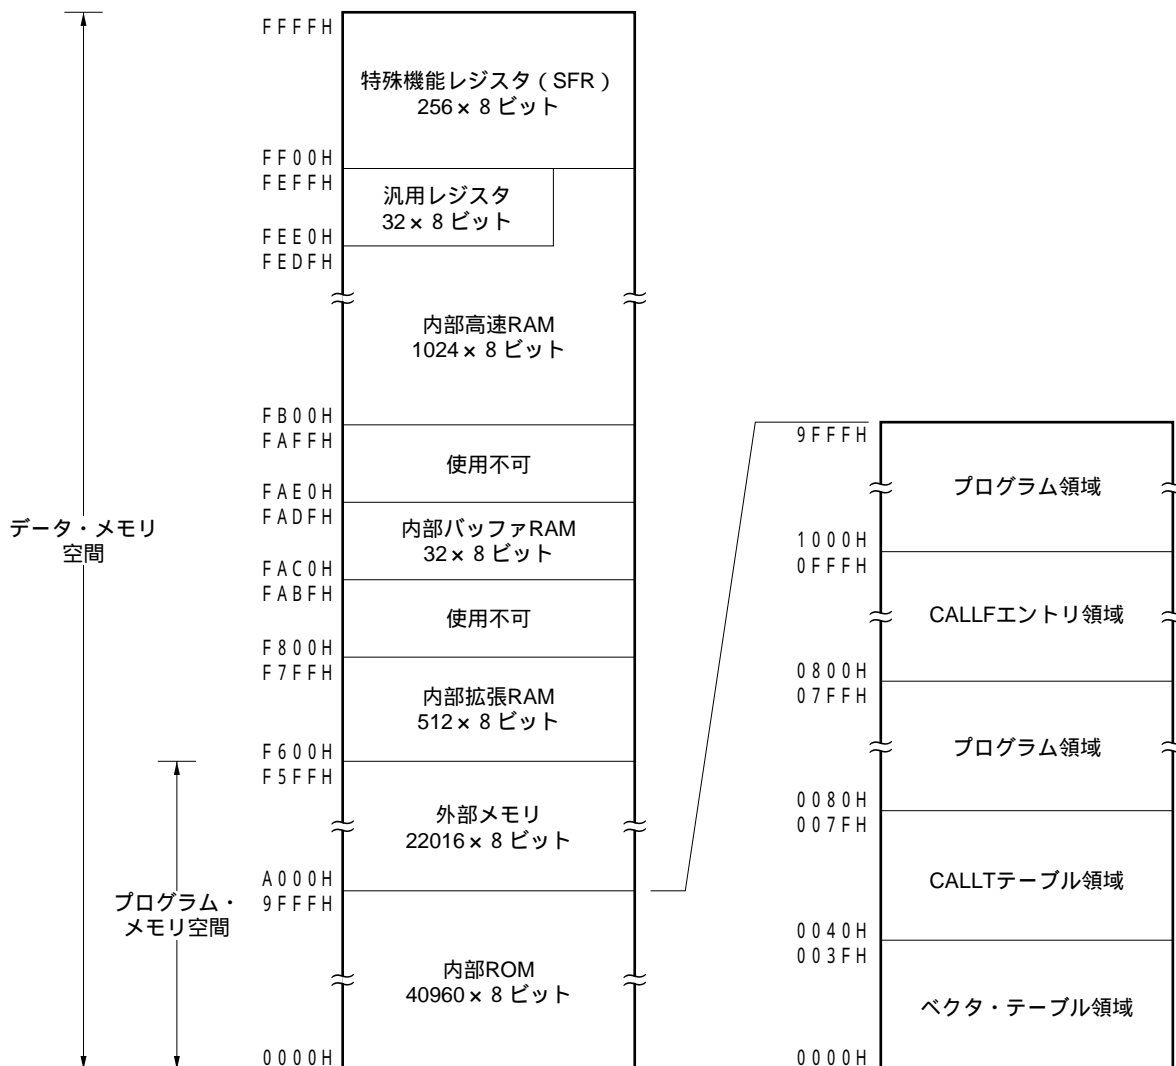 FFFFH
特殊機能レジスタ(SFR)
256×8ビット
FF00H
FEFFH
汎用レジスタ
32×8ビット
FEE0H
FEDFH
内部高速RAM
1024×8ビット
FB00H
FAFFH
使用不可
FAE0H
FADFH
内部バッファRAM
32×8ビット
FAC0H
FABFH
使用不可
F800H
F7FFH
内部拡張RAM
512×8ビット
F600H
F5FFH
外部メモリ
22016×8ビット
A000H
9FFFH
内部ROM
40960×8ビット
0000H
データ・メモリ
空間
プログラム・
メモリ空間
9FFFH
プログラム領域
1000H
0FFFH
CALLFエントリ領域
0800H
07FFH
プログラム領域
0080H
007FH
CALLTテーブル領域
0040H
003FH
ベクタ・テーブル領域
0000H